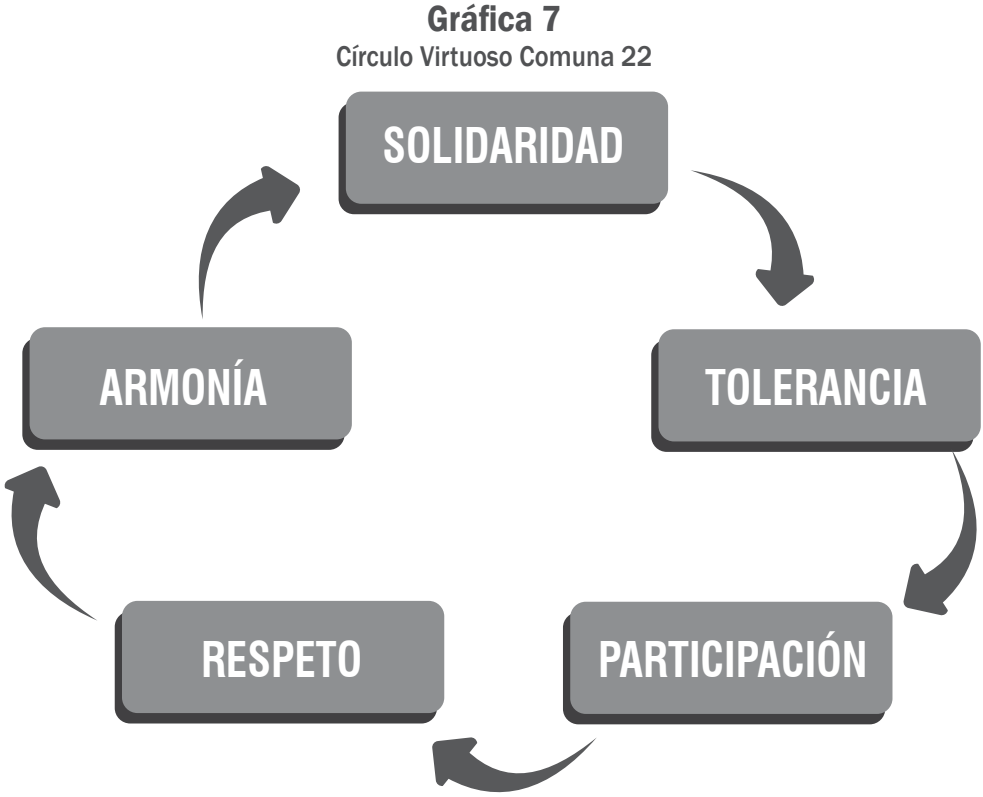 Gráfica 7
Círculo Virtuoso Comuna 22
SOLIDARIDAD
TOLERANCIA
PARTICIPACIÓN
RESPETO
ARMONÍA